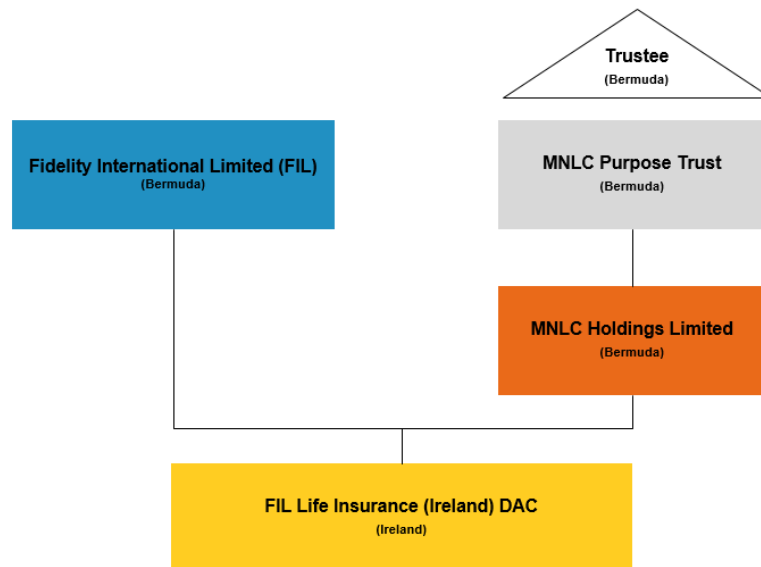 Trustee
(Bermuda)
Fidelity International Limited (FIL)
(Bermuda)
MNLC Purpose Trust
(Bermuda)
MNLC Holdings Limited
(Bermuda)
FIL Life Insurance (Ireland) DAC
(Ireland)